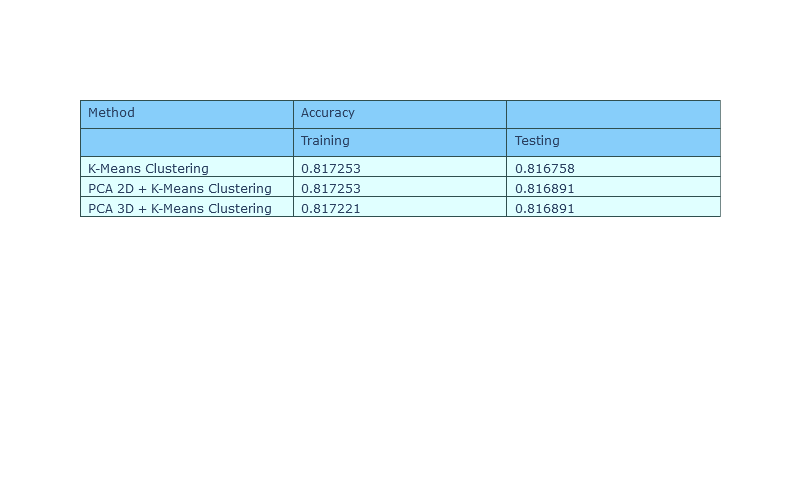 Method Accuracy
Training Testing
K-Means Clustering 0.817253 0.816758
PCA 2D + K-Means Clustering 0.817253 0.816891
PCA 3D + K-Means Clustering 0.817221 0.816891